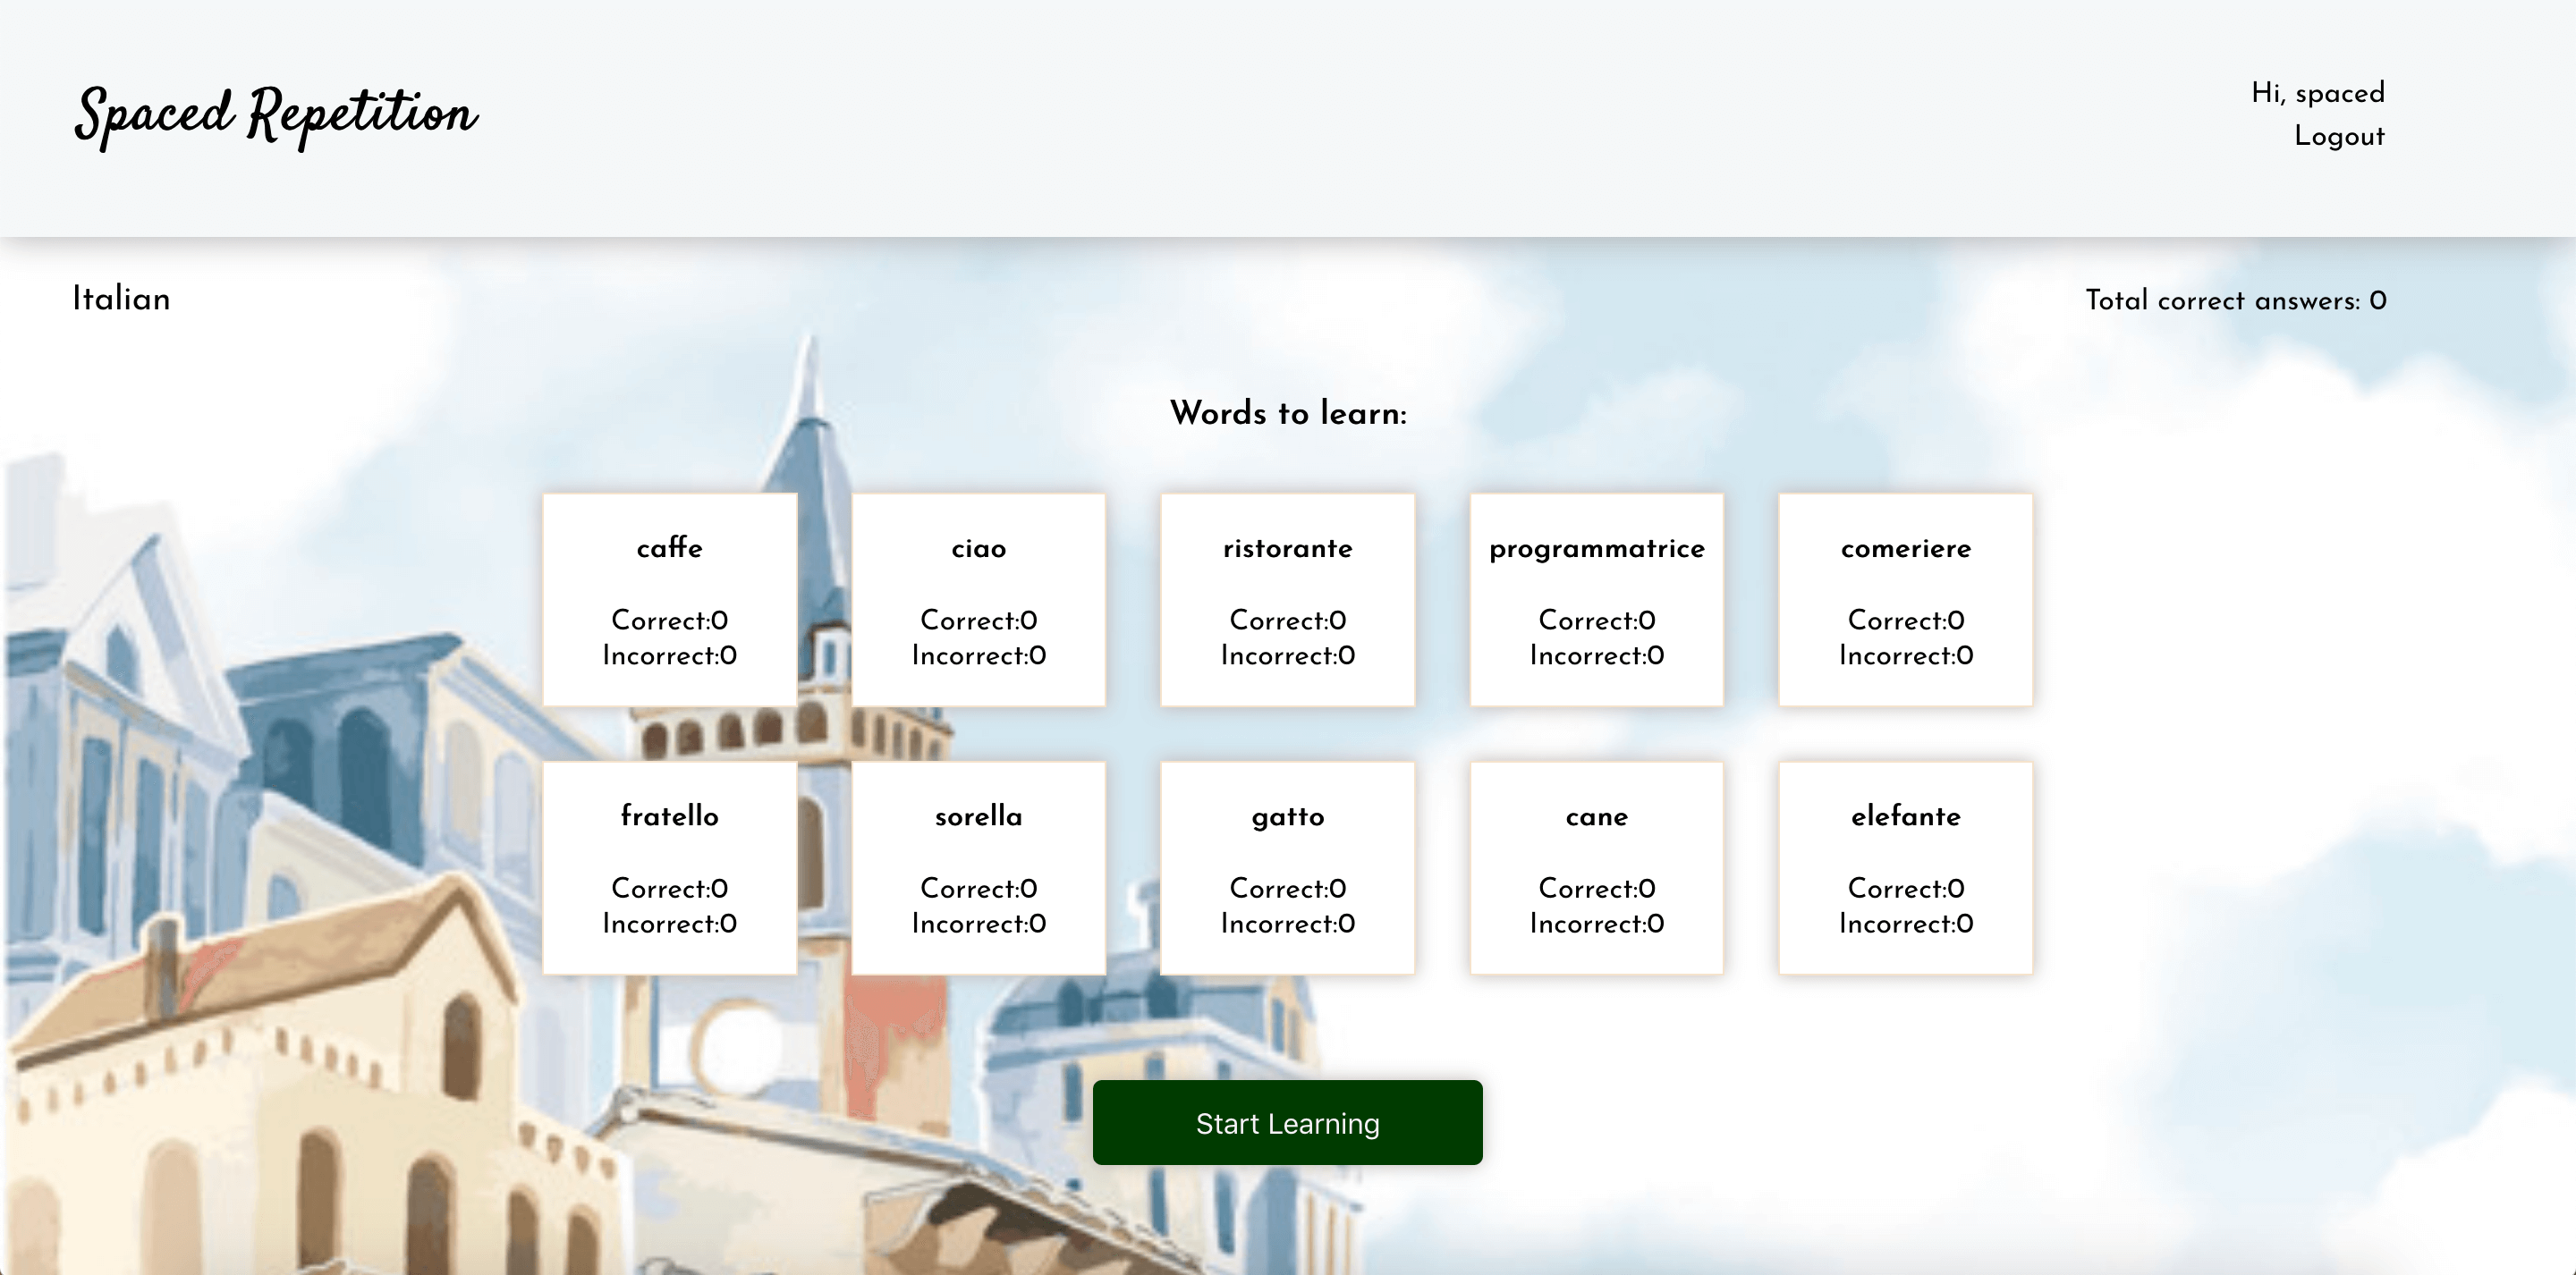 Spaced Repetition
Hi, spaced
Logout
Italian
Total correct answers: 0
Words to learn:
caffe
Correct:0
Incorrect:0
ciao
Correct:0
Incorrect:0
ristorante
Correct:0
Incorrect:0
programmatrice
Correct:0
Incorrect:0
comeriere
Correct:0
Incorrect:0
fratello
Correct:0
Incorrect:0
sorella
Correct:0
Incorrect:0
gatto
Correct:0
Incorrect:0
cane
Correct:0
Incorrect:0
elefante
Correct:0
Incorrect:0
Start Learning